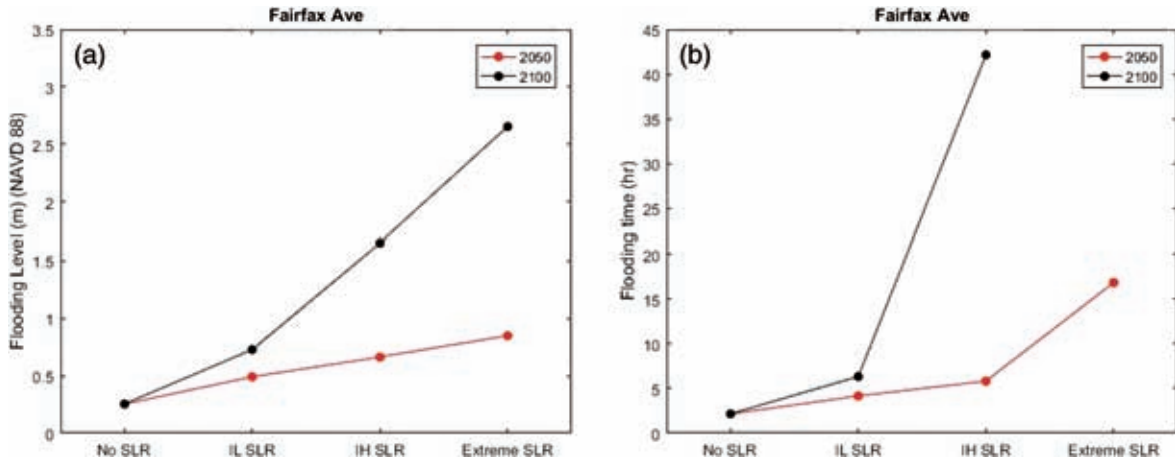 Fairfax Ave
(a)
2050
2100
Flooding Level (m) (NAVD 88)
3.5
3
2.5
2
1.5
1
0.5
0
No SLR
IL SLR
IH SLR
Extreme SLR
Fairfax Ave
(b)
2050
2100
Flooding time (hr)
45
40
35
30
25
20
15
10
5
0
No SLR
IL SLR
IH SLR
Extreme SLR